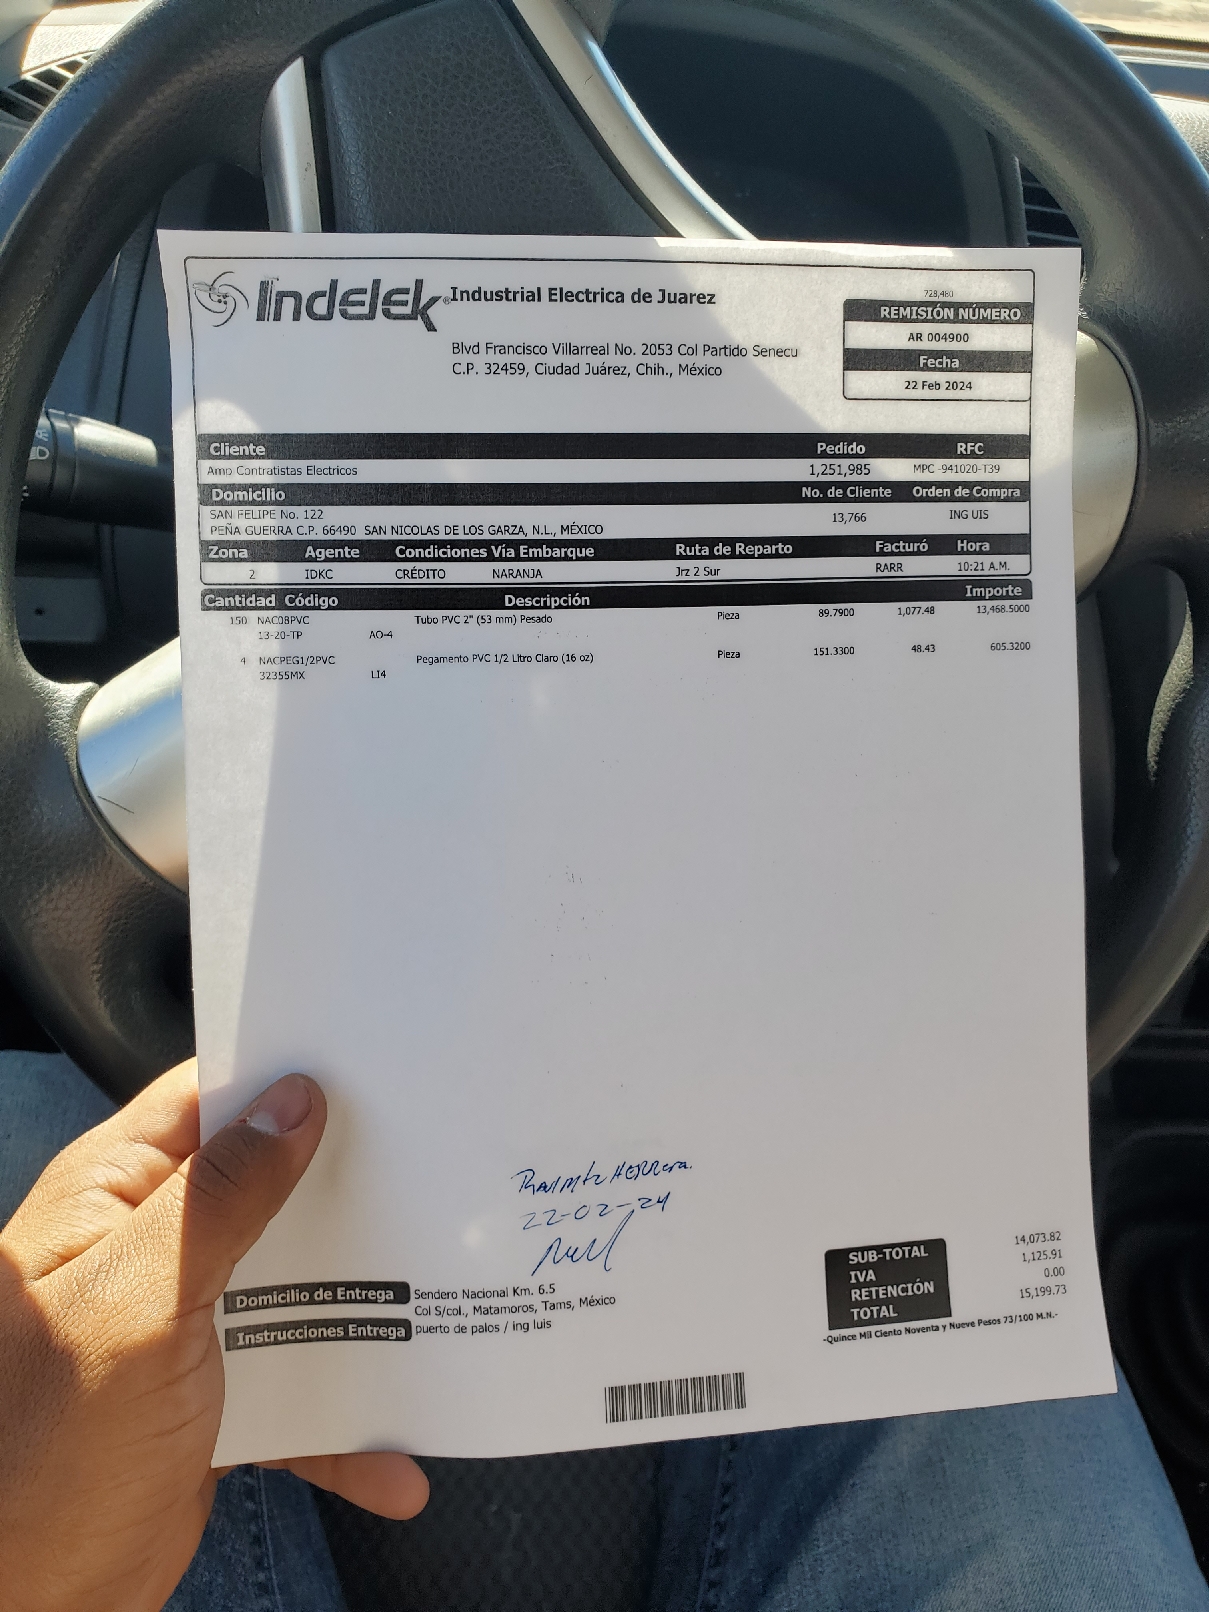 Indelek® Industrial Electrica de Juarez
Blvd Francisco Villarreal No. 2053 Col Partido Senecu
C.P. 32459, Ciudad Juárez, Chih., México
728,480
REMISIÓN NÚMERO
AR 004900
Fecha
22 Feb 2024
Cliente Pedido RFC
Amp Contratistas Electricos 1,251,985 MPC -941020-T39
Domicilio No. de Cliente Orden de Compra
SAN FELIPE No. 122 13,766 ING UIS
PEÑA GUERRA C.P. 66490 SAN NICOLAS DE LOS GARZA, N.L., MÉXICO
Zona Agente Condiciones Vía Embarque Ruta de Reparto Facturó Hora
2 IDKC CRÉDITO NARANJA Jrz 2 Sur RARR 10:21 A.M.
Cantidad Código Descripción Importe
150 NAC08PVC Tubo PVC 2" (53 mm) Pesado Pieza 89.7900 1,077.48 13,468.5000
13-20-TP AO-4
4 NACPEG1/2PVC Pegamento PVC 1/2 Litro Claro (16 oz) Pieza 151.3300 48.43 605.3200
32355MX LI4
HERRera.
22-02-24
SUB-TOTAL 14,073.82
IVA 1,125.91
RETENCIÓN 0.00
TOTAL 15,199.73
-Quince Mil Ciento Noventa y Nueve Pesos 73/100 M.N.-
Domicilio de Entrega Sendero Nacional Km. 6.5
Col S/col., Matamoros, Tams, México
Instrucciones Entrega puerto de palos / ing luis